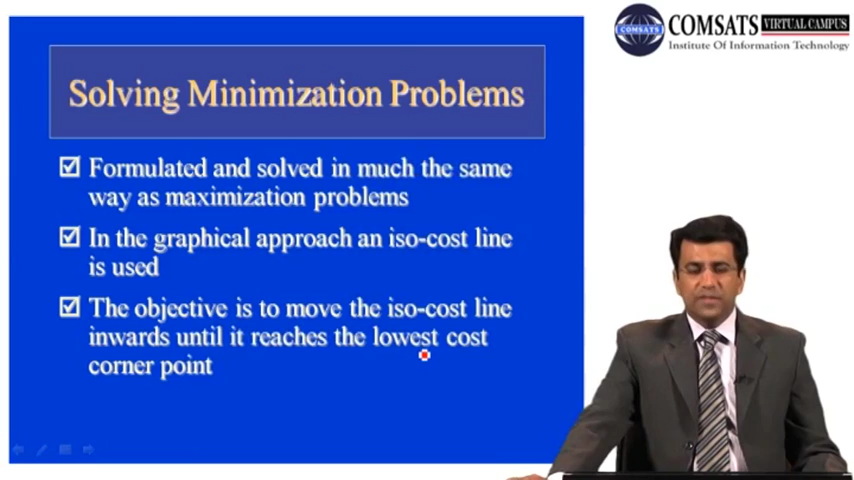 Solving Minimization Problems
Formulated and solved in much the same
way as maximization problems
In the graphical approach an iso-cost line
is used
The objective is to move the iso-cost line
inwards until it reaches the lowest cost
corner point
COMSATS
COMSATS VIRTUAL CAMPUS
Institute Of Information Technology